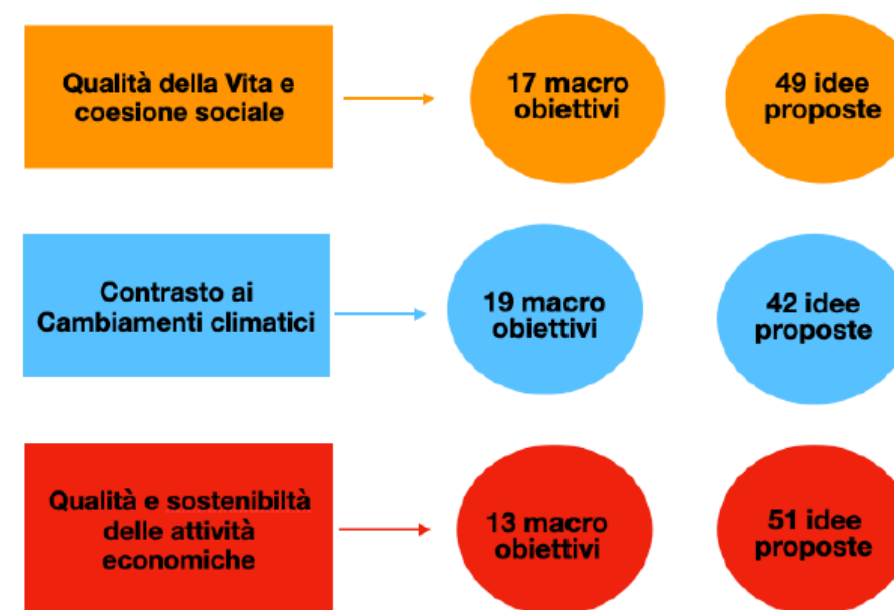 Qualità della Vita e
coesione sociale
17 macro
obiettivi
49 idee
proposte
Contrasto ai
Cambiamenti climatici
19 macro
obiettivi
42 idee
proposte
Qualità e sostenibiltà
delle attività
economiche
13 macro
obiettivi
51 idee
proposte